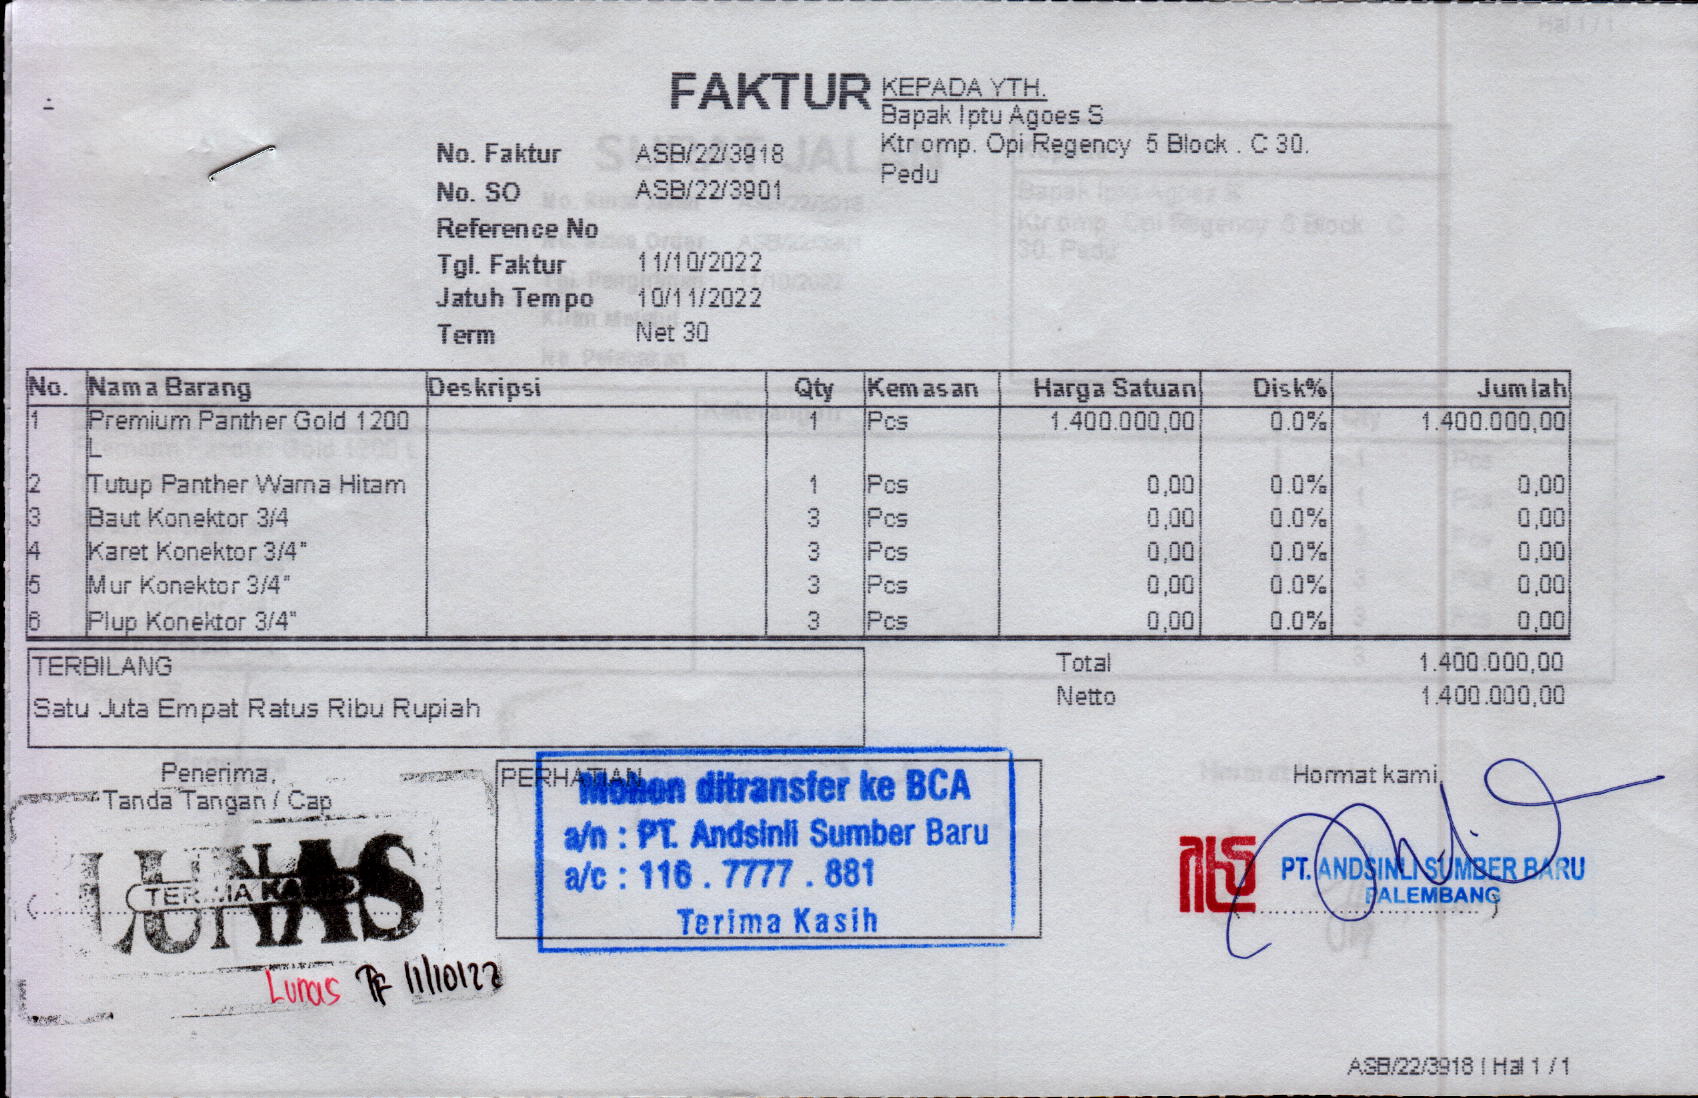 FAKTUR
KEPADA YTH.
Bapak Iptu Agoes S
Ktr omp. Opi Regency 5 Block . C 30.
Pedu
No. Faktur ASB/22/3918
No. SO ASB/22/3901
Reference No
Tgl. Faktur 11/10/2022
Jatuh Tempo 10/11/2022
Term Net 30
No. Nama Barang Deskripsi Qty Kemasan Harga Satuan Disk% Jumlah
1 Premium Panther Gold 1200 1 Pcs 1.400.000,00 0.0% 1.400.000,00
L
2 Tutup Panther Warna Hitam 1 Pcs 0,00 0.0% 0,00
3 Baut Konektor 3/4 3 Pcs 0,00 0.0% 0,00
4 Karet Konektor 3/4" 3 Pcs 0,00 0.0% 0,00
5 Mur Konektor 3/4" 3 Pcs 0,00 0.0% 0,00
6 Plup Konektor 3/4" 3 Pcs 0,00 0.0% 0,00
TERBILANG
Satu Juta Empat Ratus Ribu Rupiah
Total 1.400.000,00
Netto 1.400.000,00
Penerima,
Tanda Tangan / Cap
LUNAS
TERIMA KASIH
Lunas TF 11/10/22
PERHATIAN
Mohon ditransfer ke BCA
a/n : PT. Andsinli Sumber Baru
a/c : 116 . 7777 . 881
Terima Kasih
Hormat kami,
PT. ANDSINLI SUMBER BARU
PALEMBANG
ASB/22/3918 | Hal 1 / 1